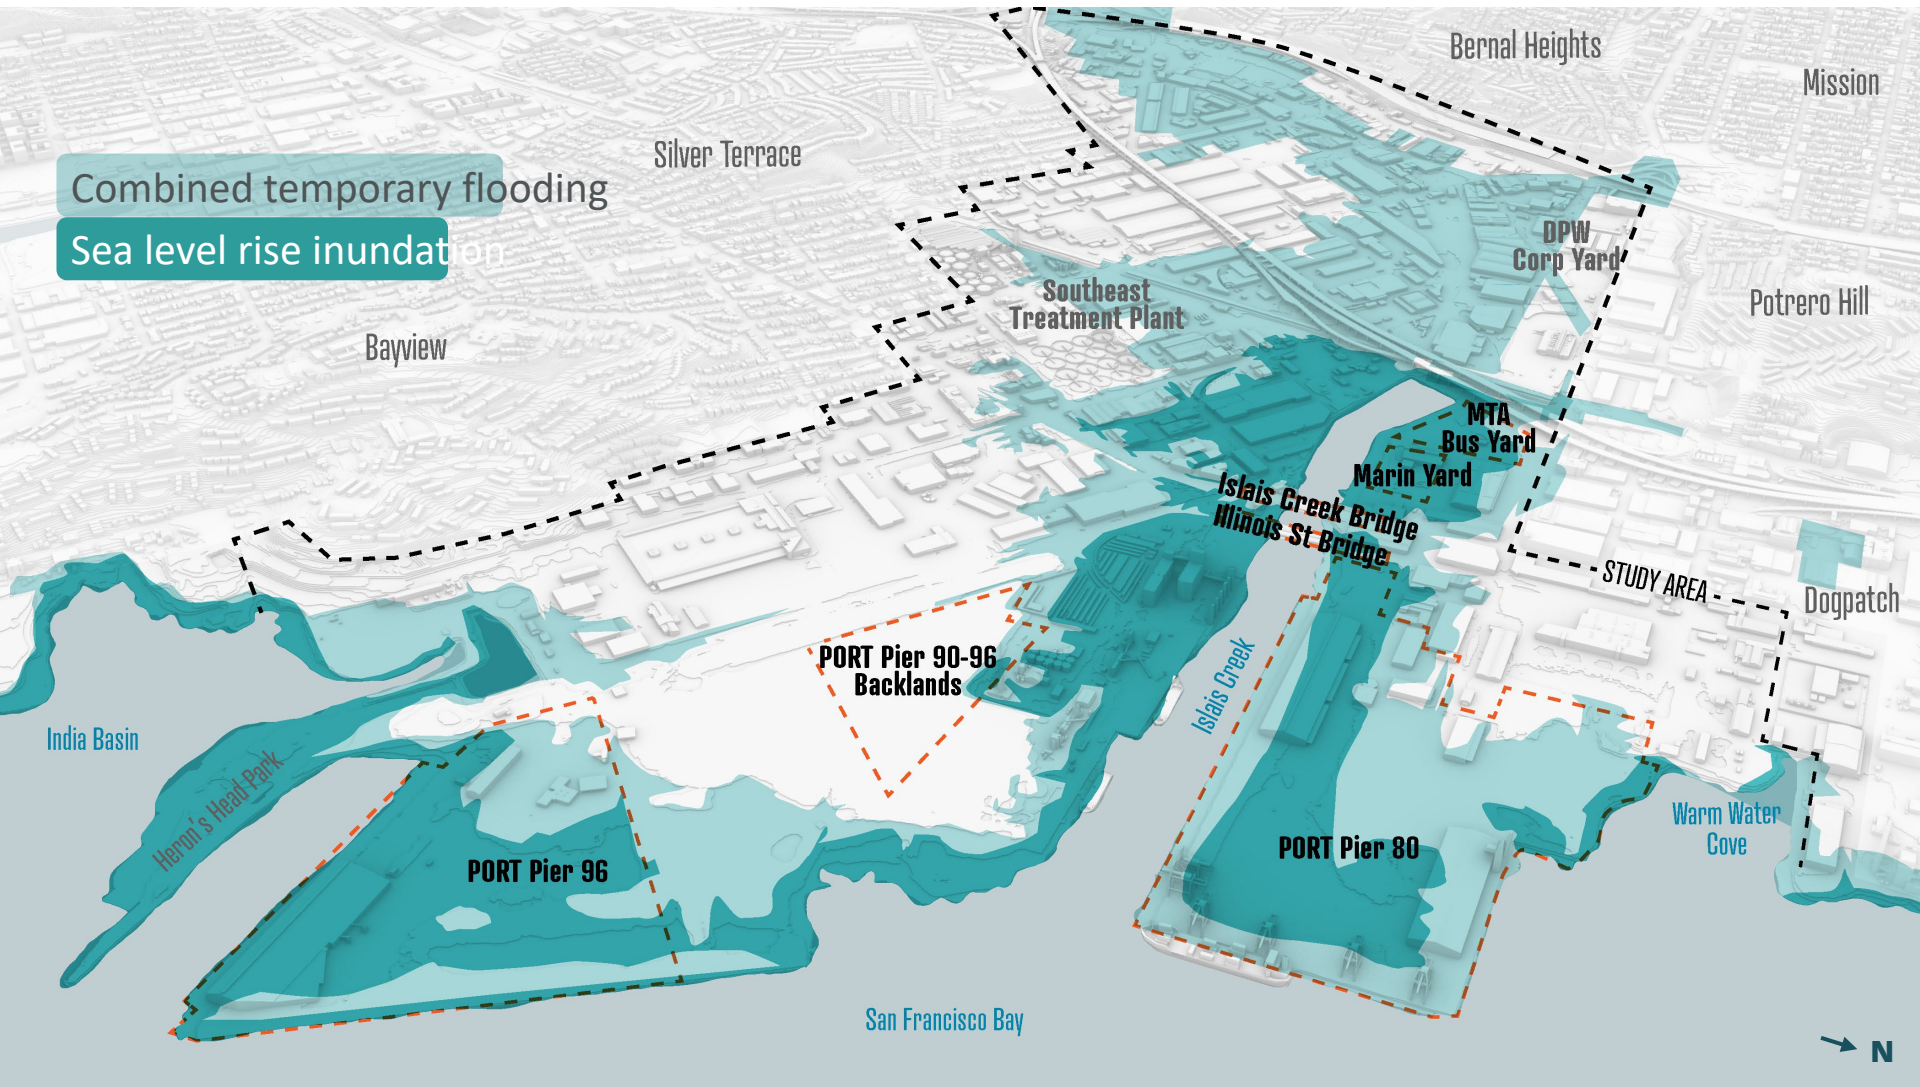 Bernal Heights
Mission
Silver Terrace
Combined temporary flooding
Sea level rise inundation
DPW
Corp Yard
Southeast
Treatment Plant
Potrero Hill
Bayview
MTA
Bus Yard
Marin Yard
Islais Creek Bridge
Illinois St Bridge
STUDY AREA
Dogpatch
PORT Pier 90-96
Backlands
Islais Creek
India Basin
Heron's Head Park
Warm Water
Cove
PORT Pier 80
PORT Pier 96
San Francisco Bay
N